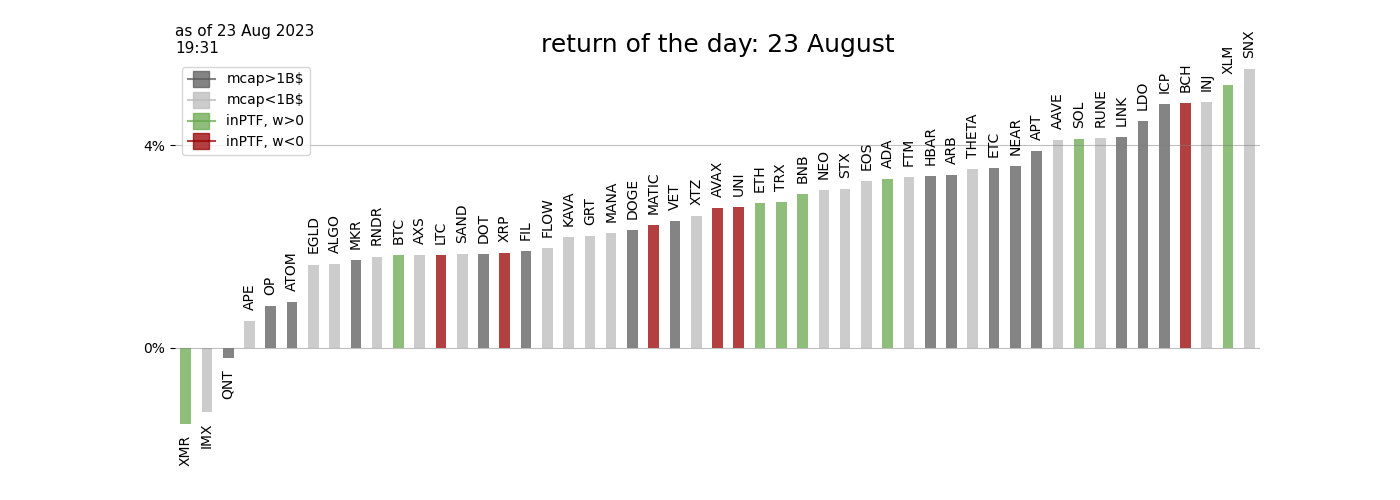 as of 23 Aug 2023
19:31
return of the day: 23 August
mcap>1B$
mcap<1B$
inPTF, w>0
inPTF, w<0
4%
0%
XMR
IMX
QNT
APE
OP
ATOM
EGLD
ALGO
MKR
RNDR
BTC
AXS
LTC
SAND
DOT
XRP
FIL
FLOW
KAVA
GRT
MANA
DOGE
MATIC
VET
XTZ
AVAX
UNI
ETH
TRX
BNB
NEO
STX
EOS
ADA
FTM
HBAR
ARB
THETA
ETC
NEAR
APT
AAVE
SOL
RUNE
LINK
LDO
ICP
BCH
INJ
XLM
SNX